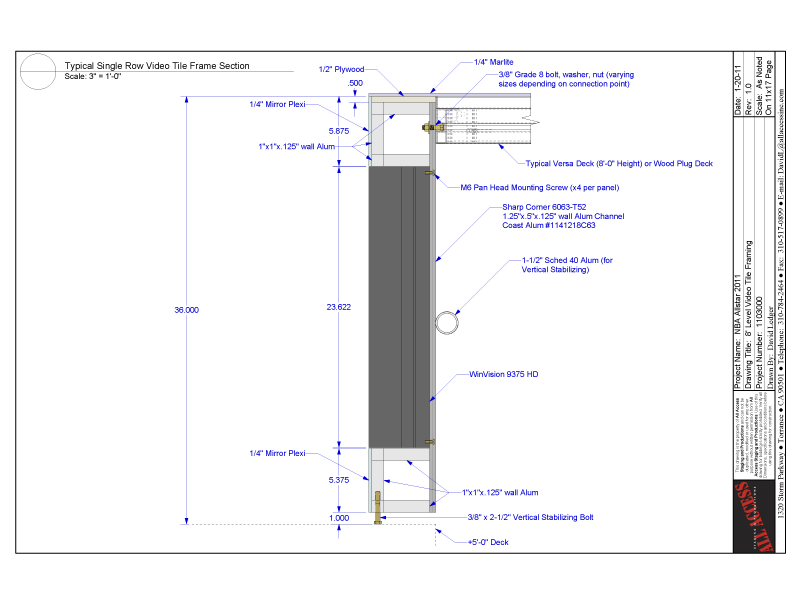 Typical Single Row Video Tile Frame Section
Scale: 3" = 1'-0"
1/2" Plywood
.500
1/4" Marlite
3/8" Grade 8 bolt, washer, nut (varying
sizes depending on connection point)
1/4" Mirror Plexi
5.875
1"x1"x.125" wall Alum
Typical Versa Deck (8'-0" Height) or Wood Plug Deck
M6 Pan Head Mounting Screw (x4 per panel)
Sharp Corner 6063-T52
1.25"x.5"x.125" wall Alum Channel
Coast Alum #1141218C63
1-1/2" Sched 40 Alum (for
Vertical Stabilizing)
36.000
23.622
WinVision 9375 HD
1/4" Mirror Plexi
5.375
1"x1"x.125" wall Alum
1.000
3/8" x 2-1/2" Vertical Stabilizing Bolt
+5'-0" Deck
Date: 1-20-11
Rev: 1.0
Scale: As Noted
On 11x17 Page
Project Name: NBA Allstar 2011
Drawing Title: 8' Level Video Tile Framing
Project Number: 1103000
Drawn By: David Ledger
ALL ACCESS
1320 Storm Parkway ● Torrance ● CA 90501 ● Telephone: 310-784-2464 ● Fax: 310-517-0899 ● E-mail: DavidL@allaccessinc.com